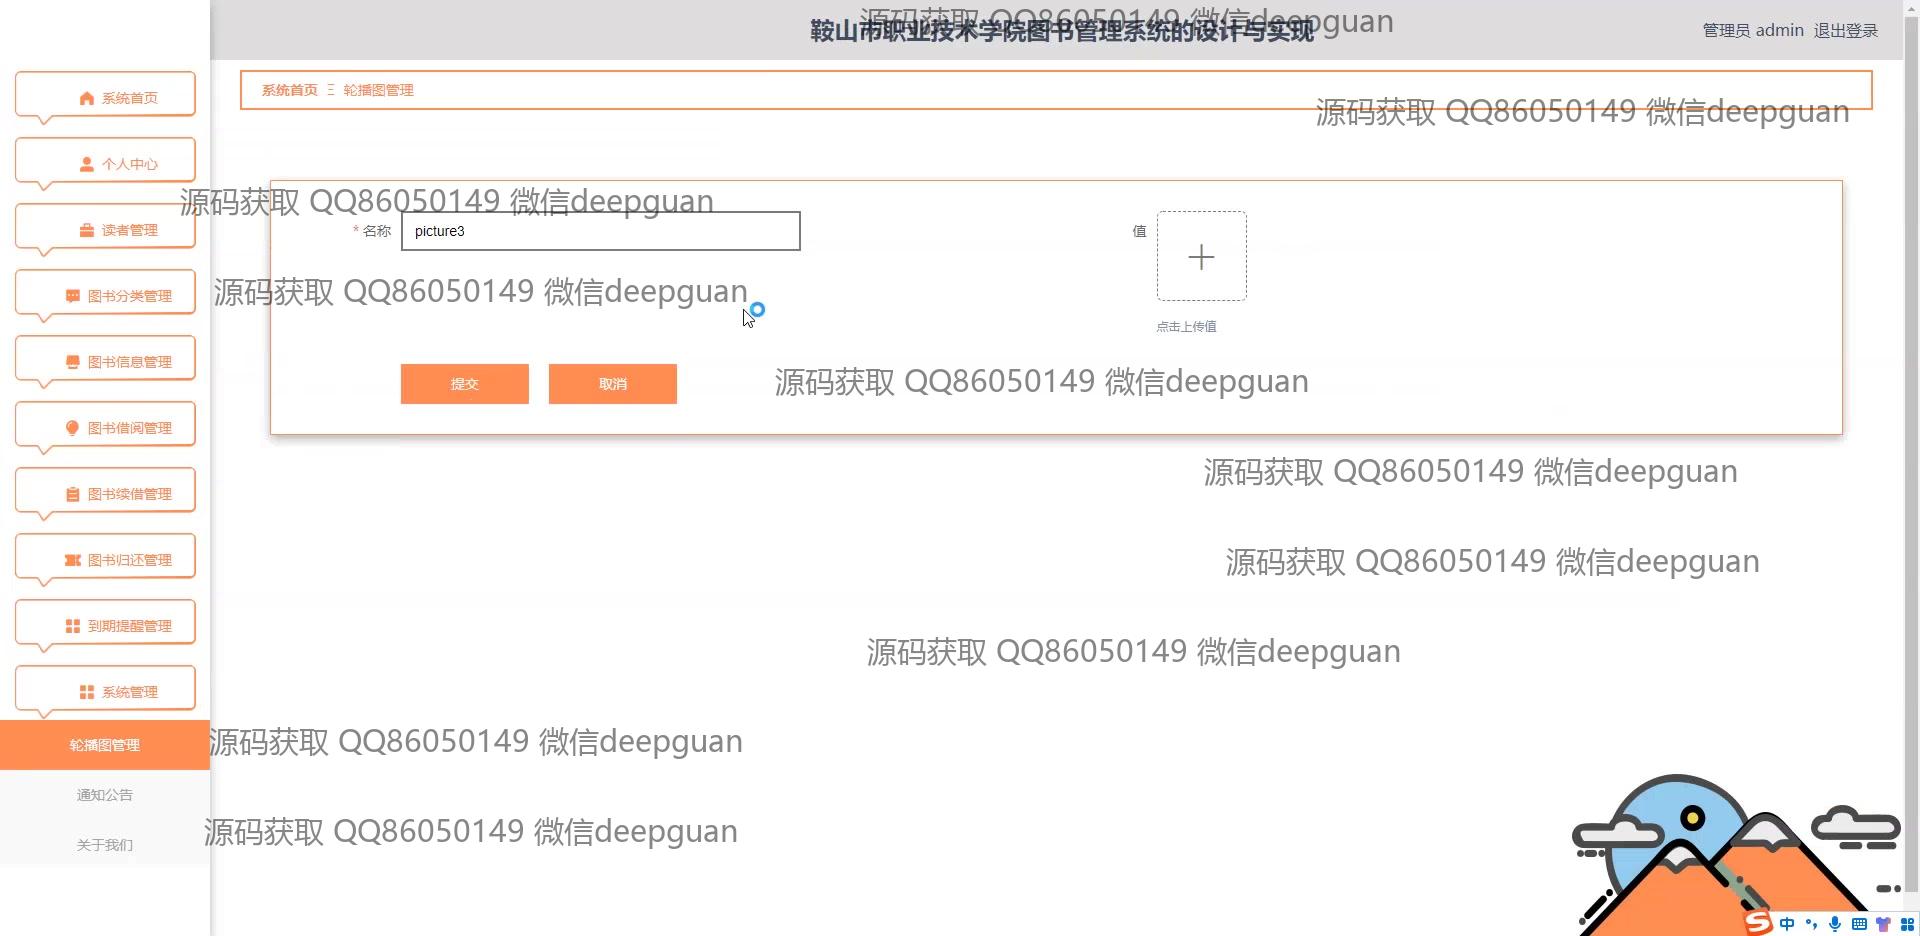 鞍山市职业技术学院图书管理系统的设计与实现
源码获取 QQ86050149 微信deepguan
管理员 admin 退出登录
系统首页
系统首页 Ξ 轮播图管理
源码获取 QQ86050149 微信deepguan
个人中心
源码获取 QQ86050149 微信deepguan
读者管理
* 名称 picture3
值
图书分类管理
源码获取 QQ86050149 微信deepguan
点击上传值
图书信息管理
提交 取消
源码获取 QQ86050149 微信deepguan
图书借阅管理
源码获取 QQ86050149 微信deepguan
图书续借管理
图书归还管理
源码获取 QQ86050149 微信deepguan
到期提醒管理
源码获取 QQ86050149 微信deepguan
系统管理
轮播图管理
源码获取 QQ86050149 微信deepguan
通知公告
源码获取 QQ86050149 微信deepguan
关于我们
S 中